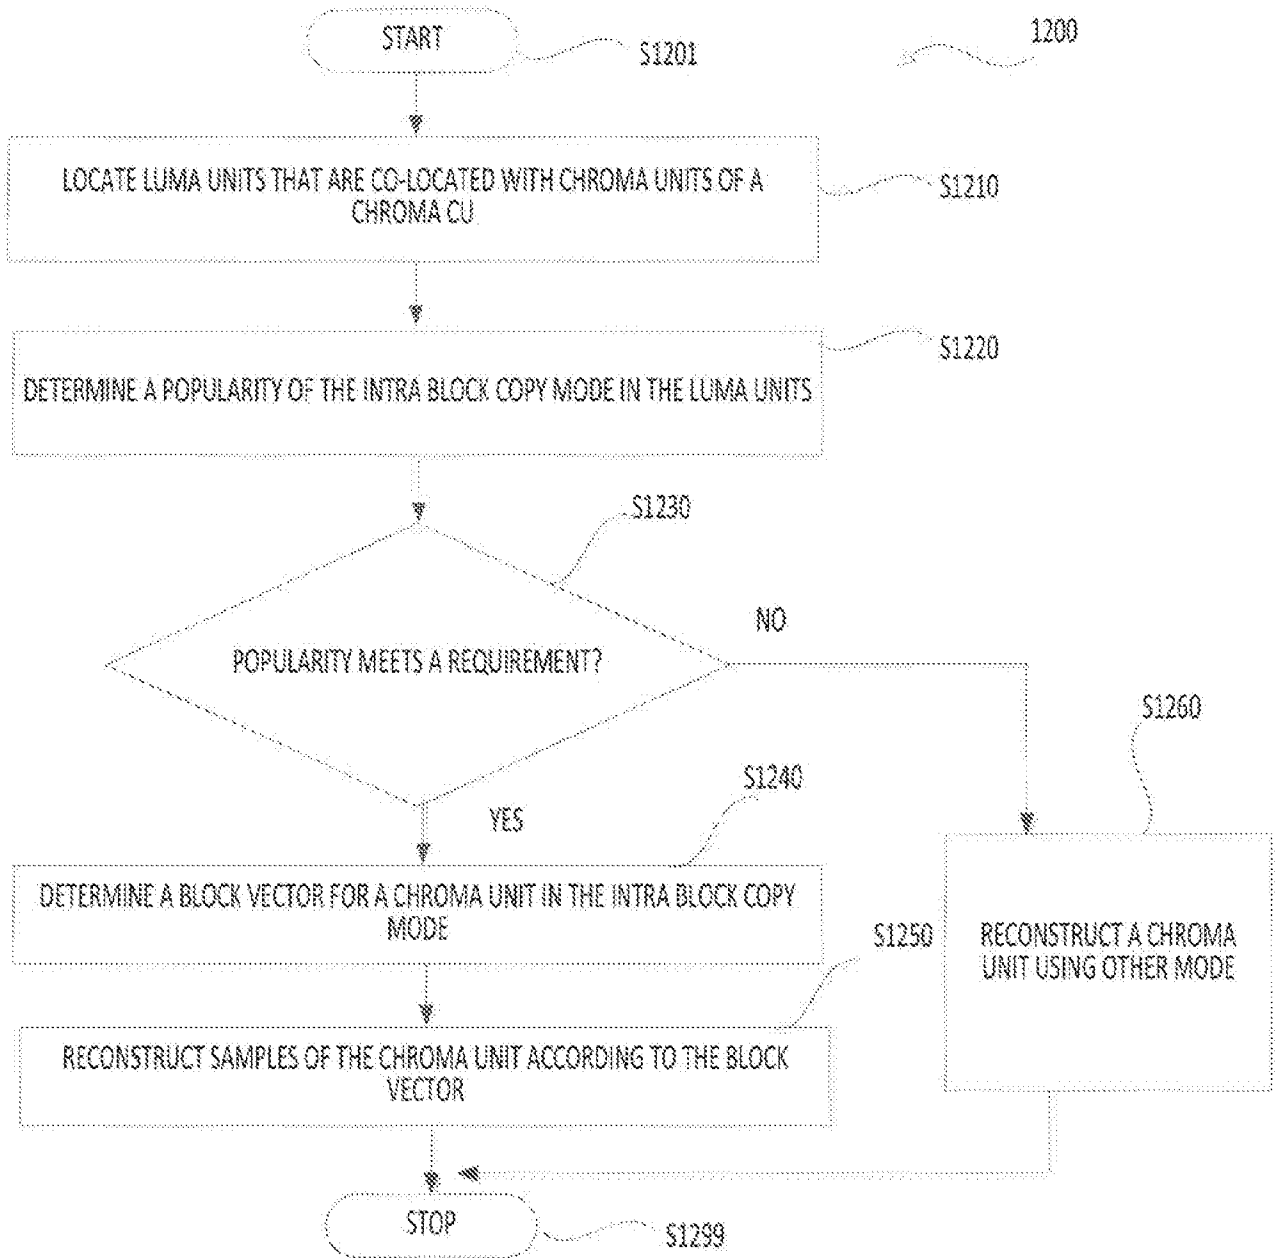 START
S1201
1200
LOCATE LUMA UNITS THAT ARE CO-LOCATED WITH CHROMA UNITS OF A
CHROMA CU
S1210
S1220
DETERMINE A POPULARITY OF THE INTRA BLOCK COPY MODE IN THE LUMA UNITS
S1230
NO
POPULARITY MEETS A REQUIREMENT?
S1260
S1240
YES
DETERMINE A BLOCK VECTOR FOR A CHROMA UNIT IN THE INTRA BLOCK COPY
MODE
S1250
RECONSTRUCT A CHROMA
UNIT USING OTHER MODE
RECONSTRUCT SAMPLES OF THE CHROMA UNIT ACCORDING TO THE BLOCK
VECTOR
STOP
S1299